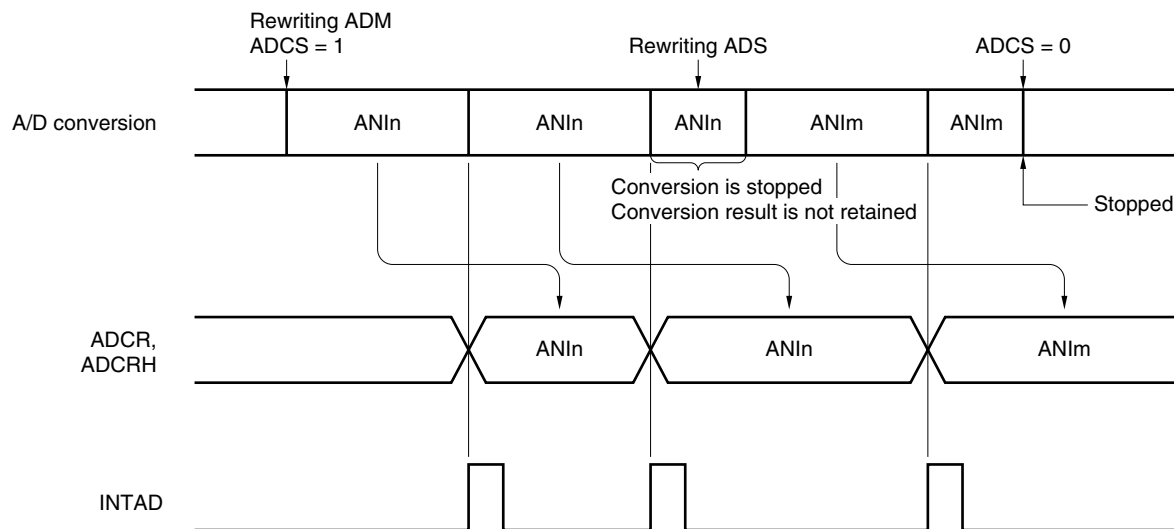 Rewriting ADM
ADCS = 1
Rewriting ADS
ADCS = 0
A/D conversion
ANIn
ANIn
ANIn
ANIm
ANIm
Conversion is stopped
Conversion result is not retained
Stopped
ADCR,
ADCRH
ANIn
ANIn
ANIm
INTAD